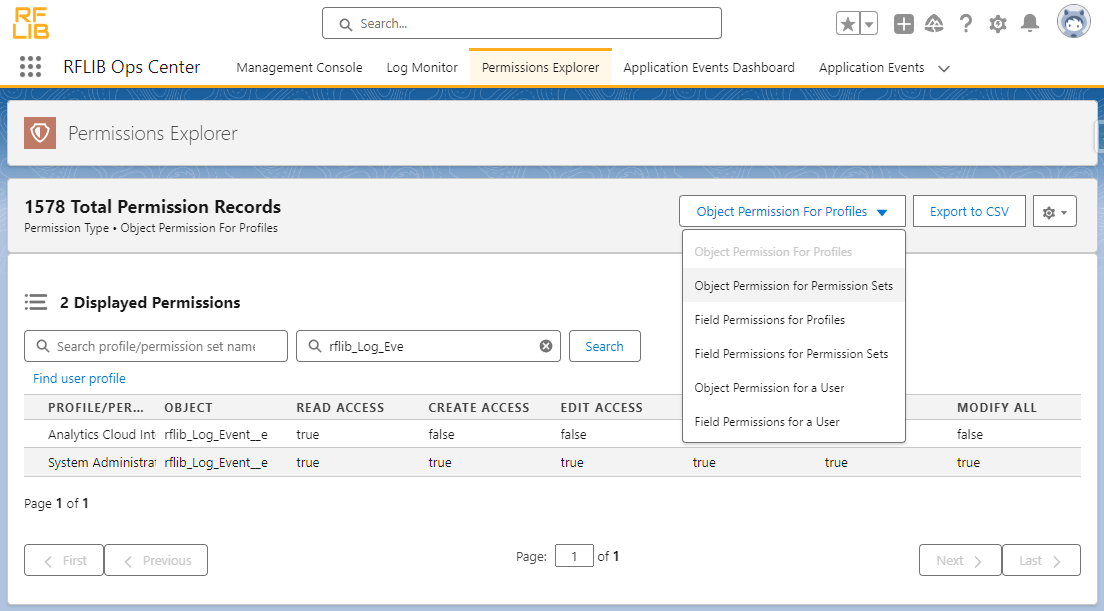 RF
LIB
Search...
RFLIB Ops Center
Management Console
Log Monitor
Permissions Explorer
Application Events Dashboard
Application Events
Permissions Explorer
1578 Total Permission Records
Permission Type • Object Permission For Profiles
Object Permission For Profiles
Export to CSV
Object Permission For Profiles
Object Permission for Permission Sets
Field Permissions for Profiles
Field Permissions for Permission Sets
Object Permission for a User
Field Permissions for a User
2 Displayed Permissions
Search profile/permission set name
rflib_Log_Eve
Search
Find user profile
PROFILE/PER... OBJECT READ ACCESS CREATE ACCESS EDIT ACCESS MODIFY ALL
Analytics Cloud Int rflib_Log_Event__e true false false false
System Administrat rflib_Log_Event__e true true true true true true
Page 1 of 1
First
Previous
Page: 1 of 1
Next
Last